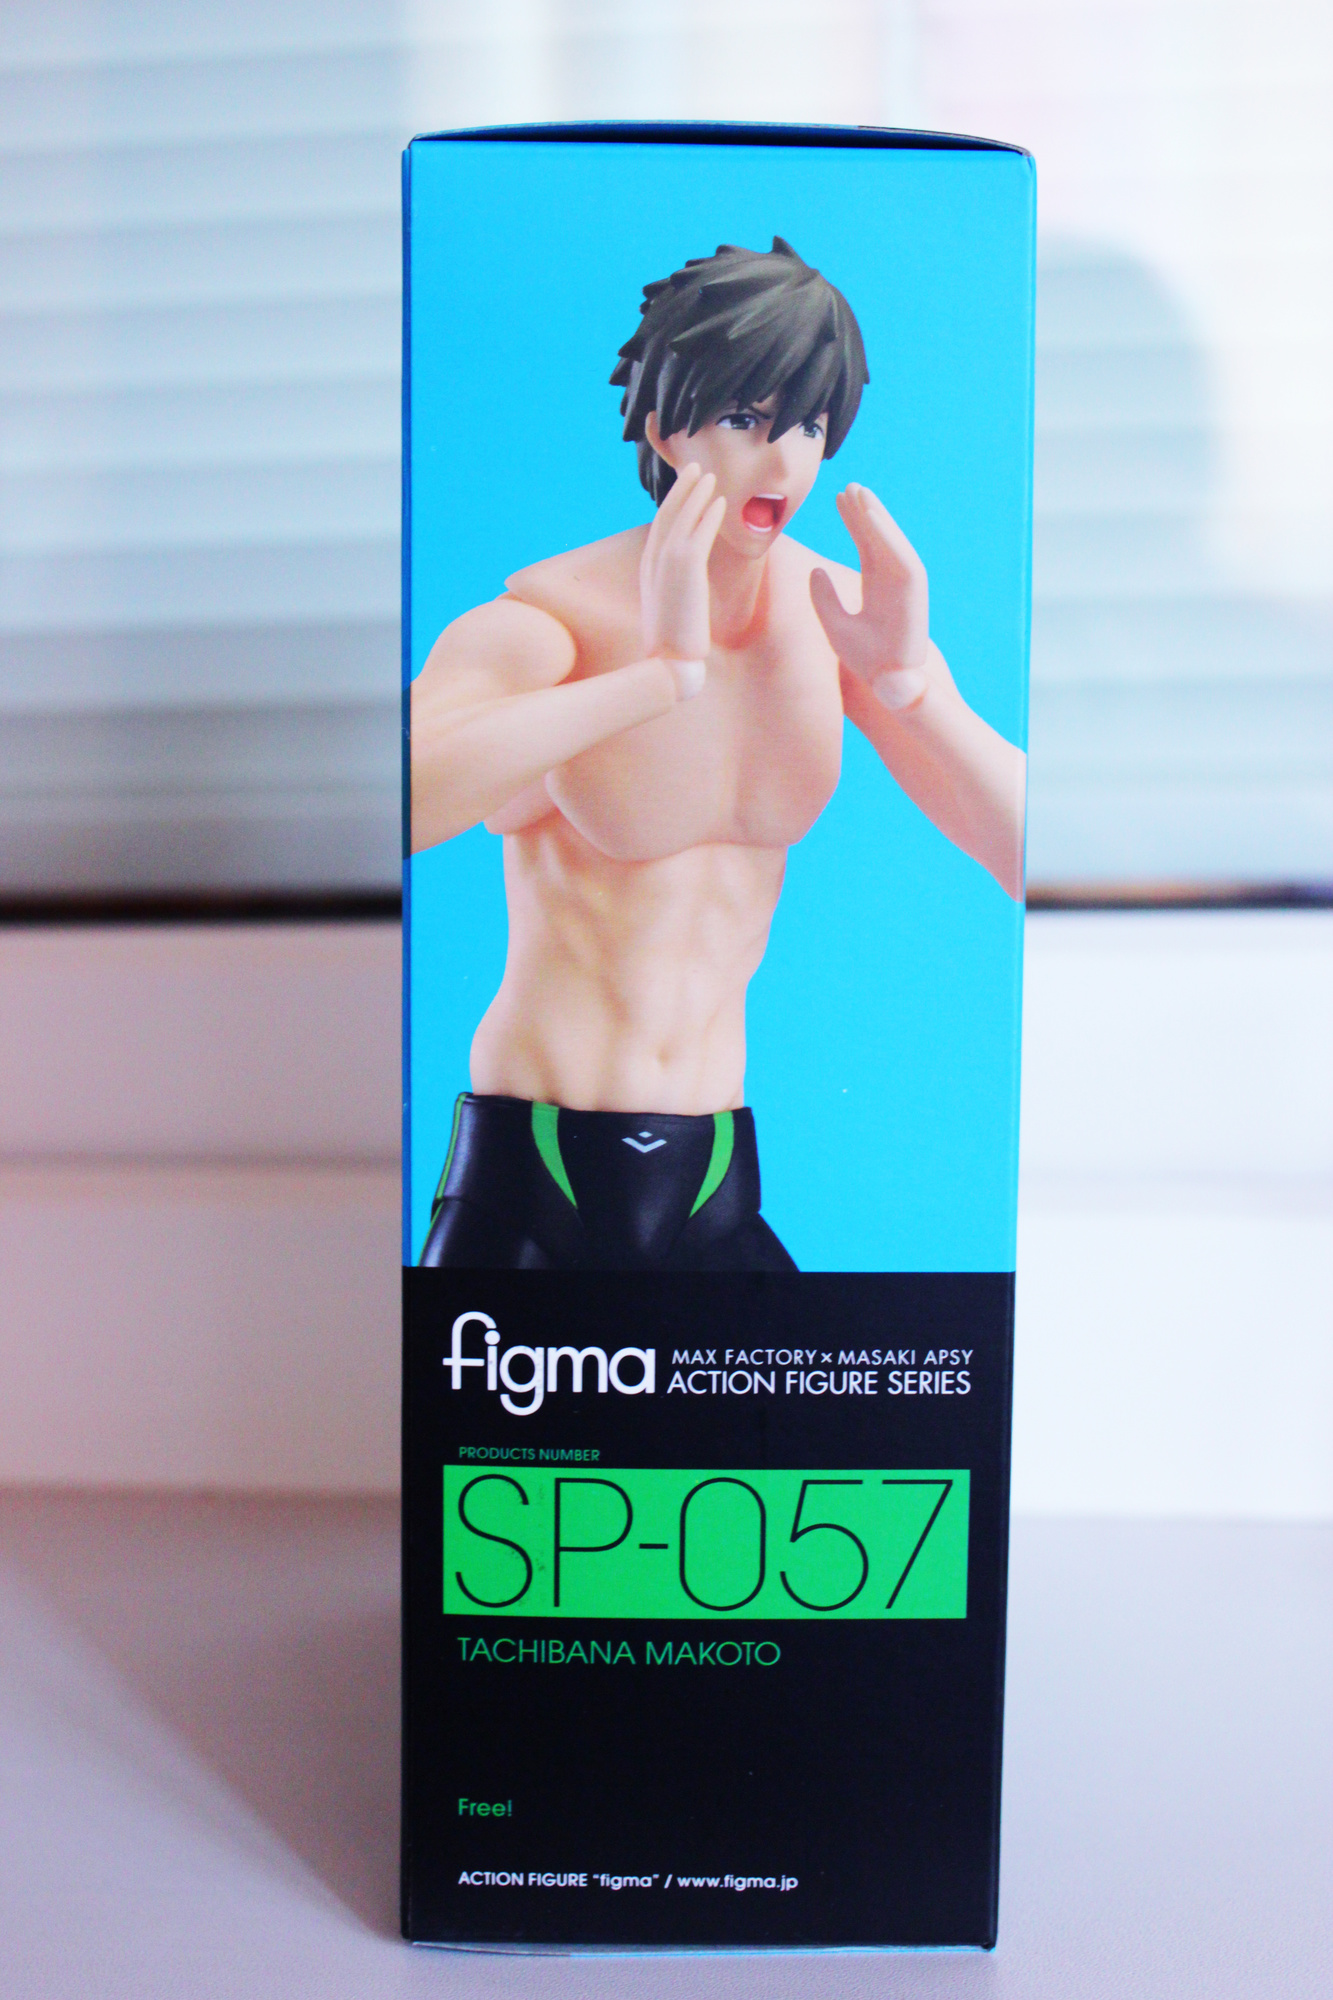 figma
MAX FACTORY × MASAKI APSY
ACTION FIGURE SERIES
PRODUCTS NUMBER
SP-057
TACHIBANA MAKOTO
Free!
ACTION FIGURE "figma" / www.figma.jp